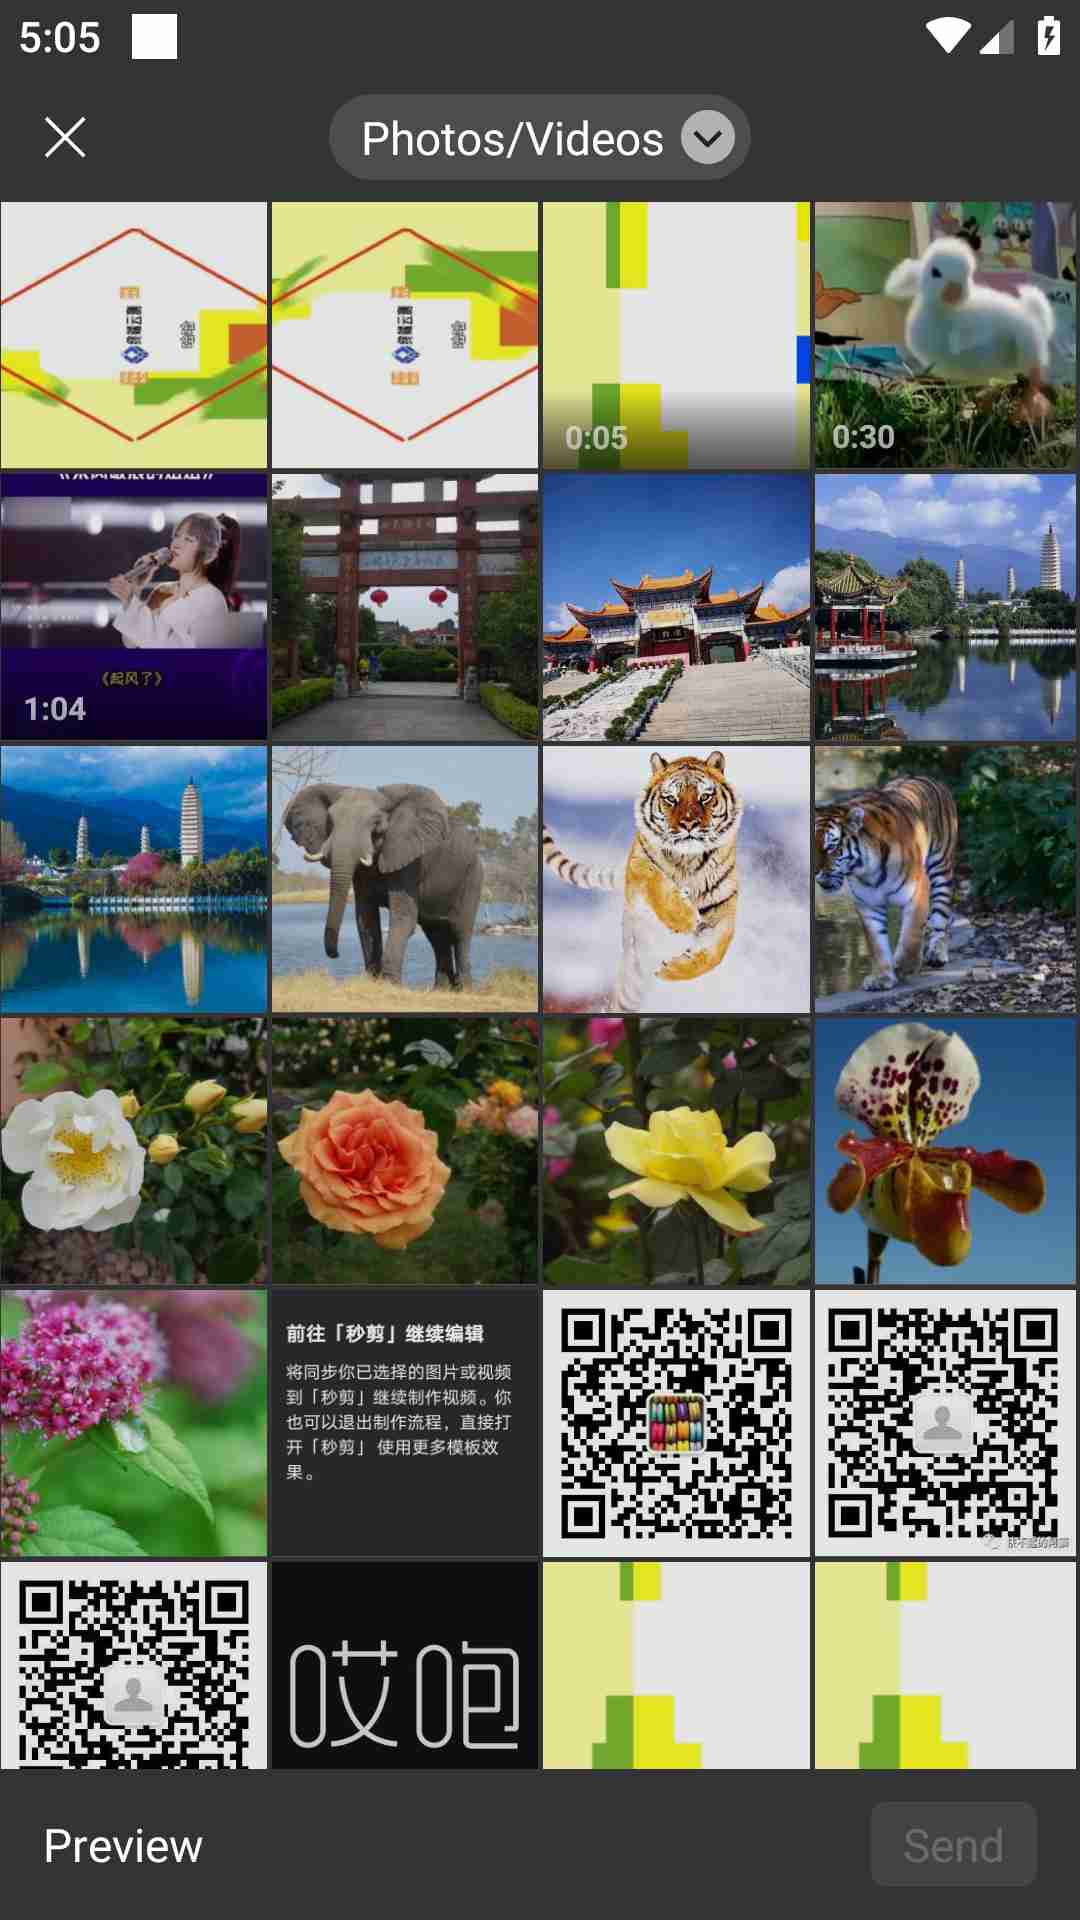 5:05
Photos/Videos
0:05
0:30
1:04
《起风了》
前往「秒剪」继续编辑
将同步你已选择的图片或视频
到「秒剪」继续制作视频。你
也可以退出制作流程，直接打
开「秒剪」使用更多模板效
果。
哎咆
Preview
Send